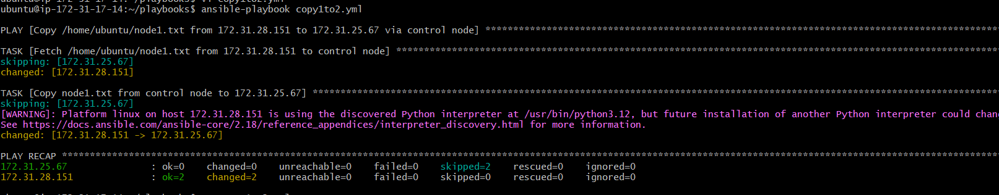 ubuntu@ip-172-31-17-14:~/playbooks$ vi copy1to2.yml
ubuntu@ip-172-31-17-14:~/playbooks$ ansible-playbook copy1to2.yml
PLAY [Copy /home/ubuntu/node1.txt from 172.31.28.151 to 172.31.25.67 via control node] ********************************************************************************************
TASK [Fetch /home/ubuntu/node1.txt from 172.31.28.151 to control node] ************************************************************************************************************
skipping: [172.31.25.67]
changed: [172.31.28.151]
TASK [Copy node1.txt from control node to 172.31.25.67] ***************************************************************************************************************************
skipping: [172.31.25.67]
[WARNING]: Platform linux on host 172.31.28.151 is using the discovered Python interpreter at /usr/bin/python3.12, but future installation of another Python interpreter could chan
See https://docs.ansible.com/ansible-core/2.18/reference_appendices/interpreter_discovery.html for more information.
changed: [172.31.28.151 -> 172.31.25.67]
PLAY RECAP ************************************************************************************************************************************************************************
172.31.25.67 : ok=0 changed=0 unreachable=0 failed=0 skipped=2 rescued=0 ignored=0
172.31.28.151 : ok=2 changed=2 unreachable=0 failed=0 skipped=0 rescued=0 ignored=0